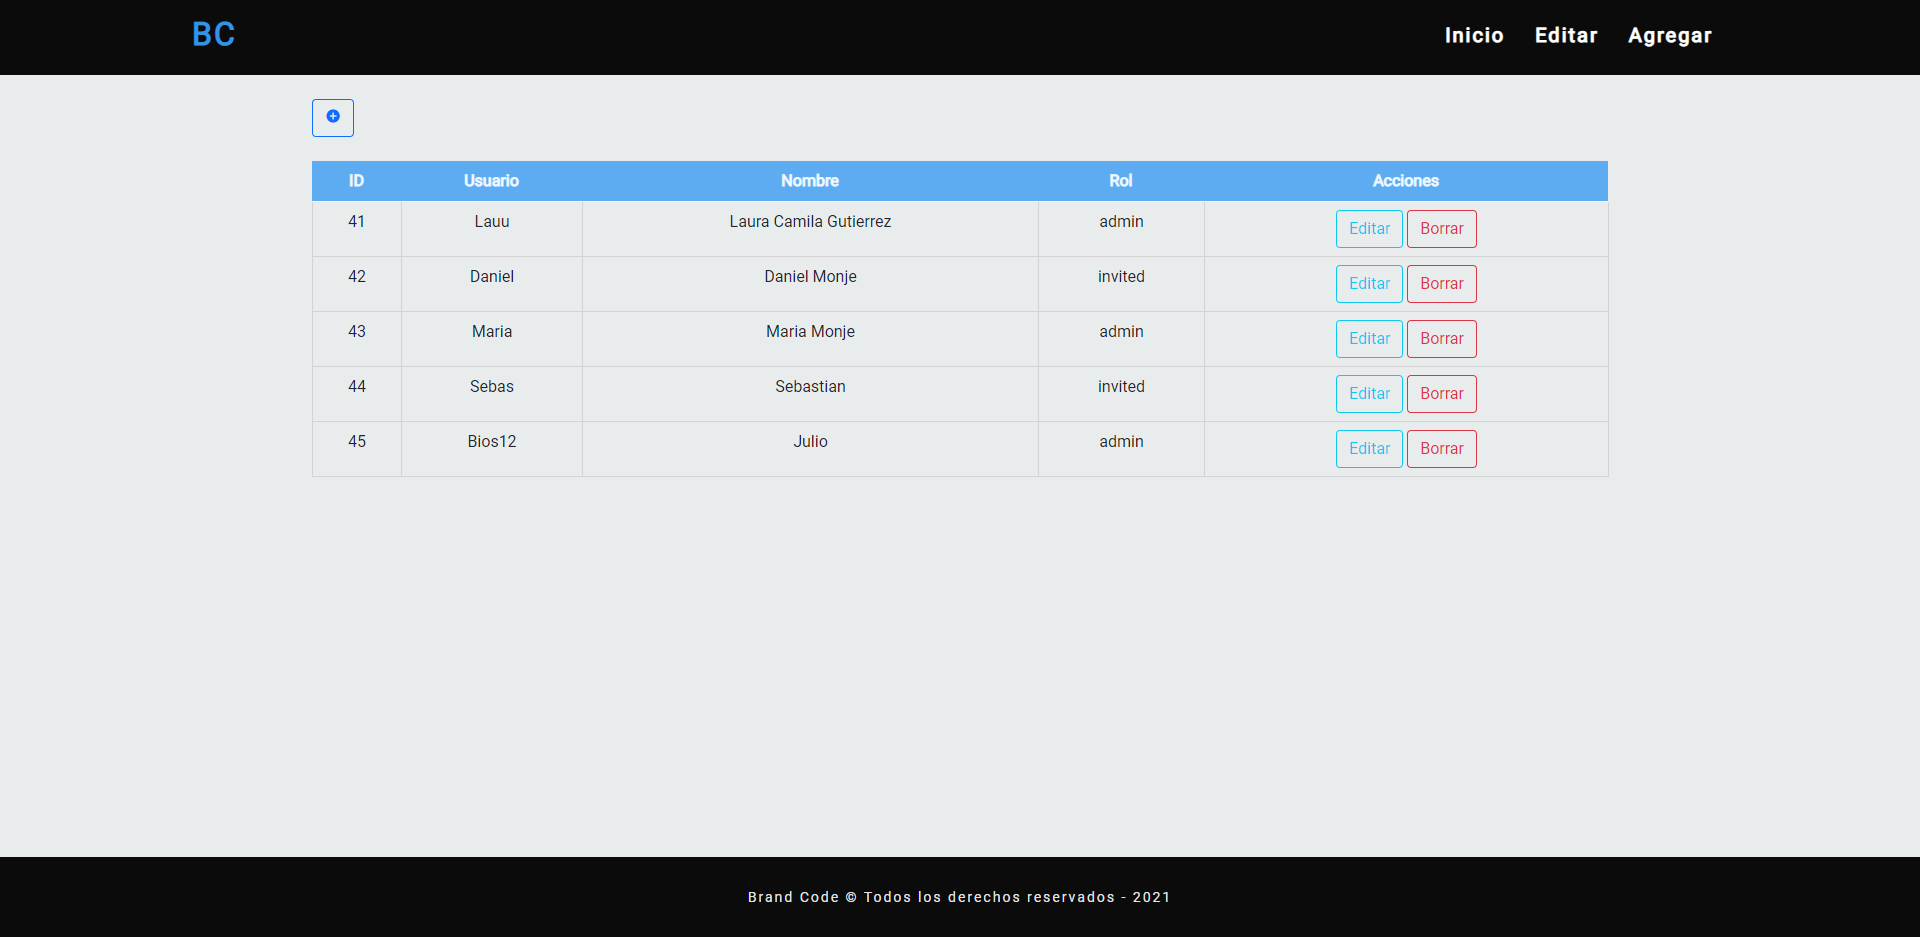 BC
Inicio Editar Agregar
ID Usuario Nombre Rol Acciones
41 Lauu Laura Camila Gutierrez admin Editar Borrar
42 Daniel Daniel Monje invited Editar Borrar
43 Maria Maria Monje admin Editar Borrar
44 Sebas Sebastian invited Editar Borrar
45 Bios12 Julio admin Editar Borrar
Brand Code © Todos los derechos reservados - 2021